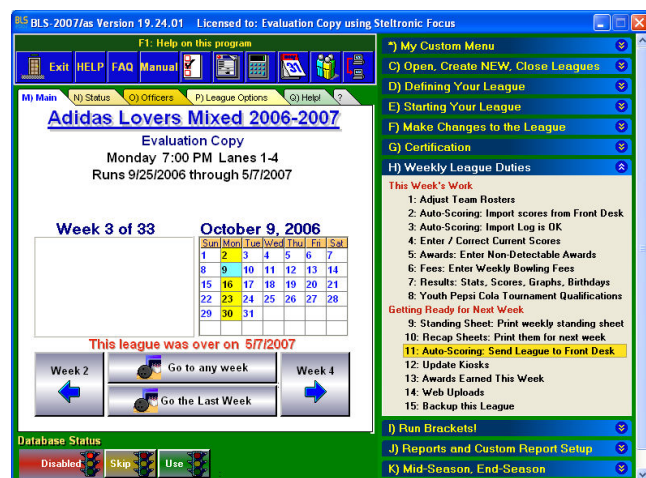 BLS BLS-2007/as Version 19.24.01 Licensed to: Evaluation Copy using Steltronic Focus
F1: Help on this program
Exit HELP FAQ Manual
M) Main N) Status O) Officers P) League Options Q) Help! ?
Adidas Lovers Mixed 2006-2007
Evaluation Copy
Monday 7:00 PM Lanes 1-4
Runs 9/25/2006 through 5/7/2007
Week 3 of 33
October 9, 2006
Sun Mon Tue Wed Thu Fri Sat
1 2 3 4 5 6 7
8 9 10 11 12 13 14
15 16 17 18 19 20 21
22 23 24 25 26 27 28
29 30 31
This league was over on 5/7/2007
Week 2
Go to any week
Go the Last Week
Week 4
Database Status
Disabled Skip Use
*) My Custom Menu
C) Open, Create NEW, Close Leagues
D) Defining Your League
E) Starting Your League
F) Make Changes to the League
G) Certification
H) Weekly League Duties
This Week's Work
1: Adjust Team Rosters
2: Auto-Scoring: Import scores from Front Desk
3: Auto-Scoring: Import Log is OK
4: Enter / Correct Current Scores
5: Awards: Enter Non-Detectable Awards
6: Fees: Enter Weekly Bowling Fees
7: Results: Stats, Scores, Graphs, Birthdays
8: Youth Pepsi Cola Tournament Qualifications
Getting Ready for Next Week
9: Standing Sheet: Print weekly standing sheet
10: Recap Sheets: Print them for next week
11: Auto-Scoring: Send League to Front Desk
12: Update Kiosks
13: Awards Earned This Week
14: Web Uploads
15: Backup this League
I) Run Brackets!
J) Reports and Custom Report Setup
K) Mid-Season, End-Season